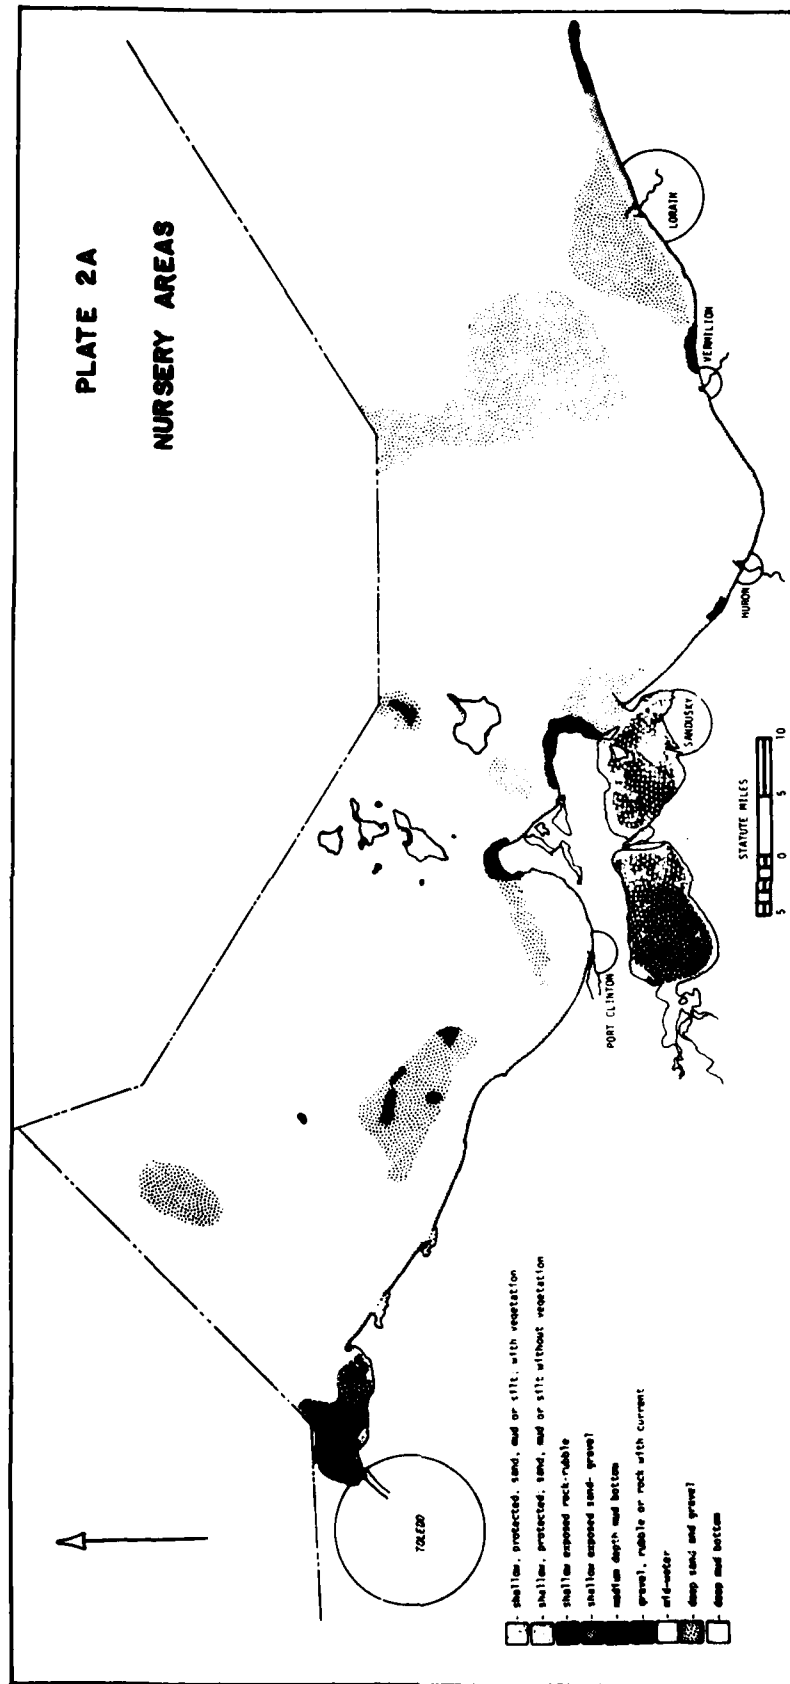 PLATE 2A
NURSERY AREAS
TOLEDO
PORT CLINTON
SANDUSKY
HURON
VERMILION
LORAIN
STATUTE MILES
5 0 5 10
- shallow, protected, sand, mud or silt, with vegetation
- shallow, protected; sand, mud or silt without vegetation
- shallow exposed rock-rubble
- shallow exposed sand- gravel
- medium depth mud bottom
- gravel, rubble or rock with current
- mid-water
- deep sand and gravel
- deep mud bottom